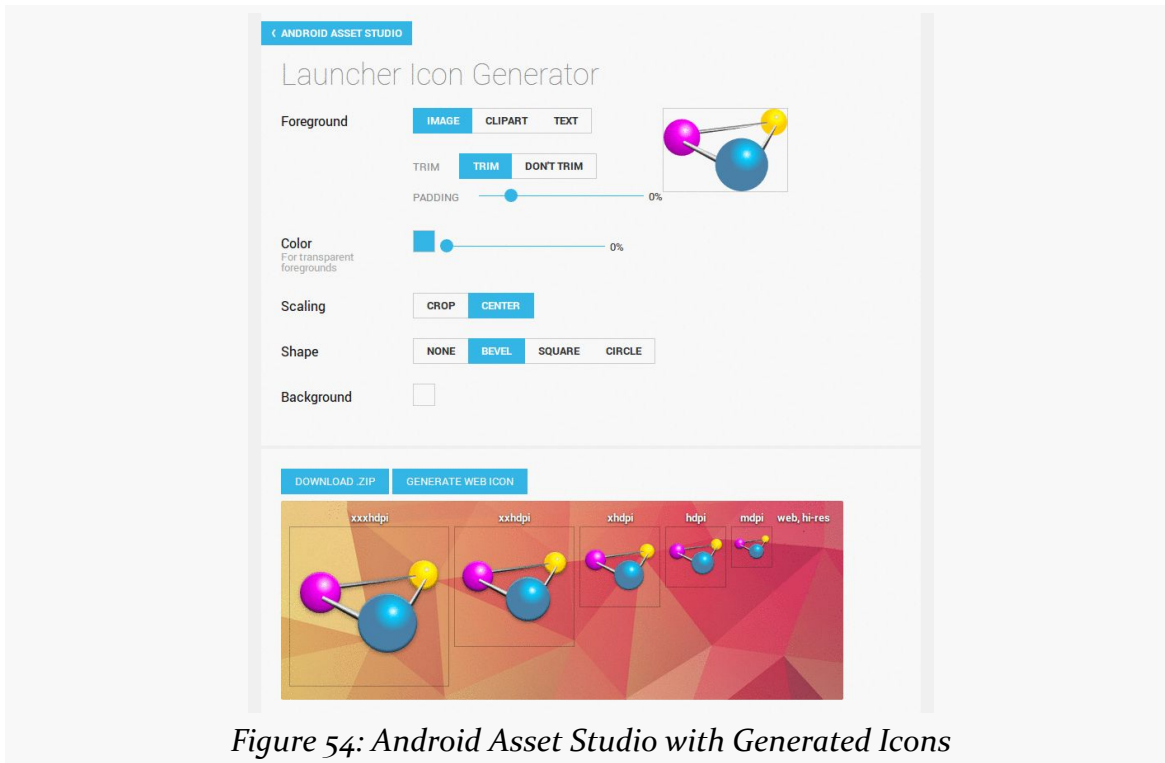 ‹ ANDROID ASSET STUDIO
Launcher Icon Generator
Foreground IMAGE CLIPART TEXT
TRIM TRIM DON'T TRIM
PADDING 0%
Color 0%
For transparent
foregrounds
Scaling CROP CENTER
Shape NONE BEVEL SQUARE CIRCLE
Background
DOWNLOAD .ZIP GENERATE WEB ICON
xxxhdpi xxhdpi xhdpi hdpi mdpi web, hi-res
Figure 54: Android Asset Studio with Generated Icons